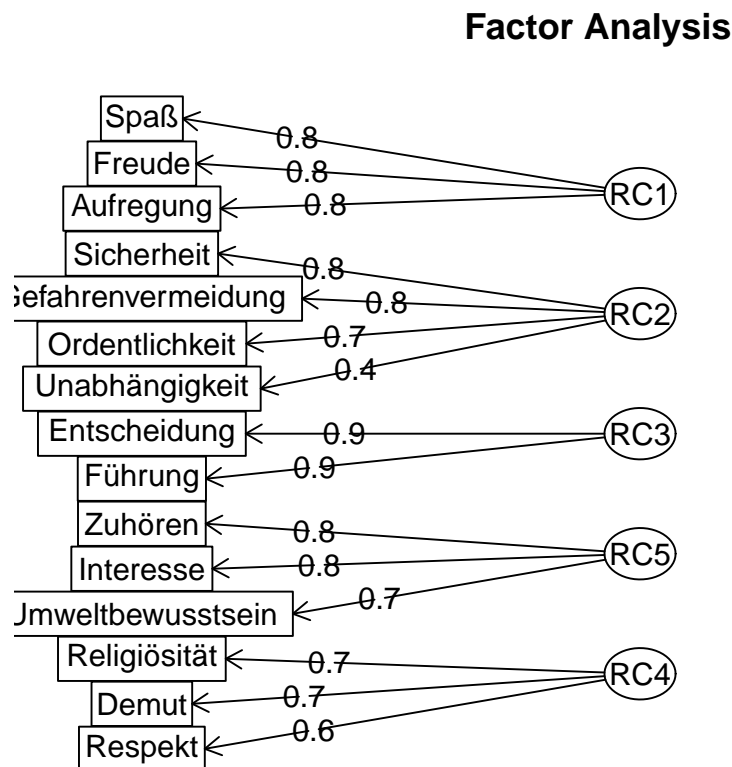 Factor Analysis
Spaß
0.8
Freude
0.8
RC1
Aufregung
0.8
Sicherheit
0.8
Gefahrenvermeidung
0.8
RC2
Ordentlichkeit
0.7
Unabhängigkeit
0.4
Entscheidung
0.9
RC3
Führung
0.9
Zuhören
0.8
Interesse
0.8
RC5
Umweltbewusstsein
0.7
Religiösität
0.7
RC4
Demut
0.7
Respekt
0.6